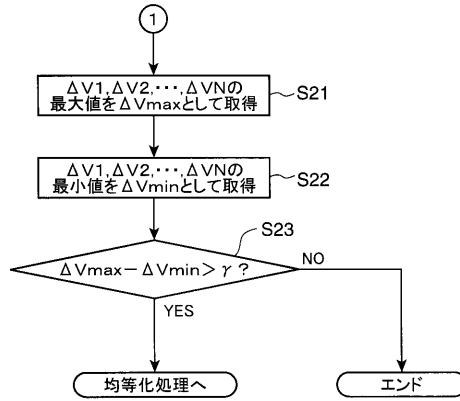 1
ΔV1,ΔV2,･･･,ΔVNの
最大値をΔVmaxとして取得
S21
ΔV1,ΔV2,･･･,ΔVNの
最小値をΔVminとして取得
S22
S23
ΔVmax－ΔVmin＞γ？
NO
YES
均等化処理へ
エンド